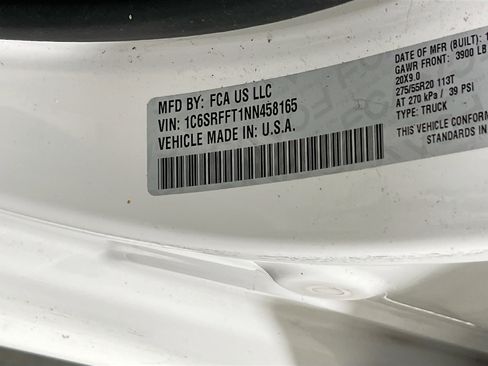 MFD BY: FCA US LLC
VIN: 1C6SRFFT1NN458165
VEHICLE MADE IN: U.S.A.
DATE OF MFR (BUILT): 1
GAWR FRONT: 3900 LB
20X9.0
275/55R20 113T
AT 270 kPa / 39 PSI
TYPE: TRUCK
THIS VEHICLE CONFORM
STANDARDS IN